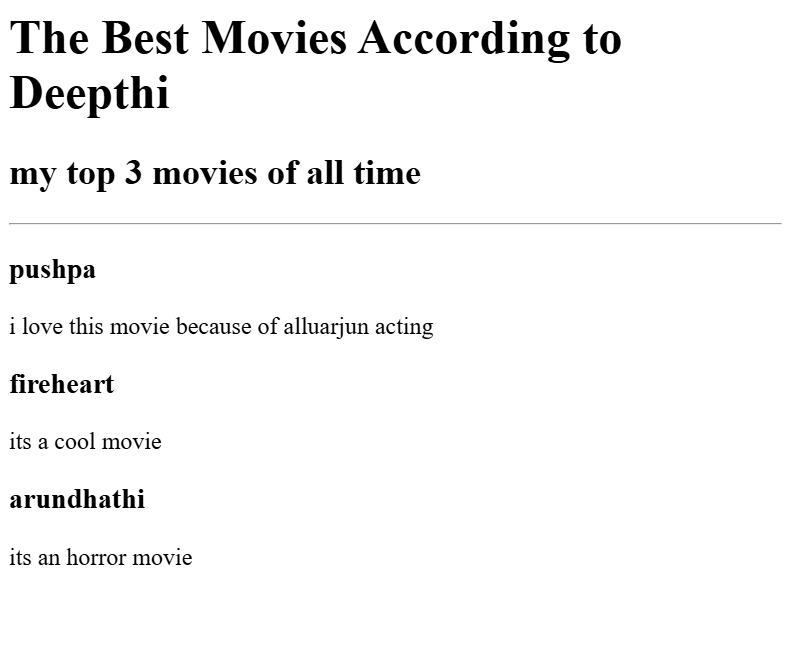 The Best Movies According to
Deepthi
my top 3 movies of all time
pushpa
i love this movie because of alluarjun acting
fireheart
its a cool movie
arundhathi
its an horror movie